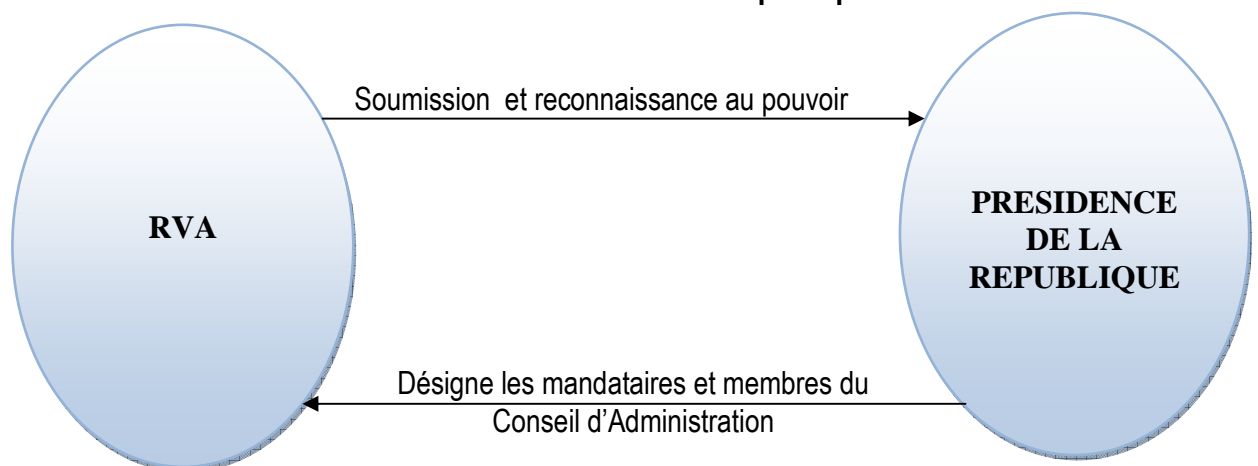 Soumission et reconnaissance au pouvoir
RVA
PRESIDENCE
DE LA
REPUBLIQUE
Désigne les mandataires et membres du
Conseil d'Administration